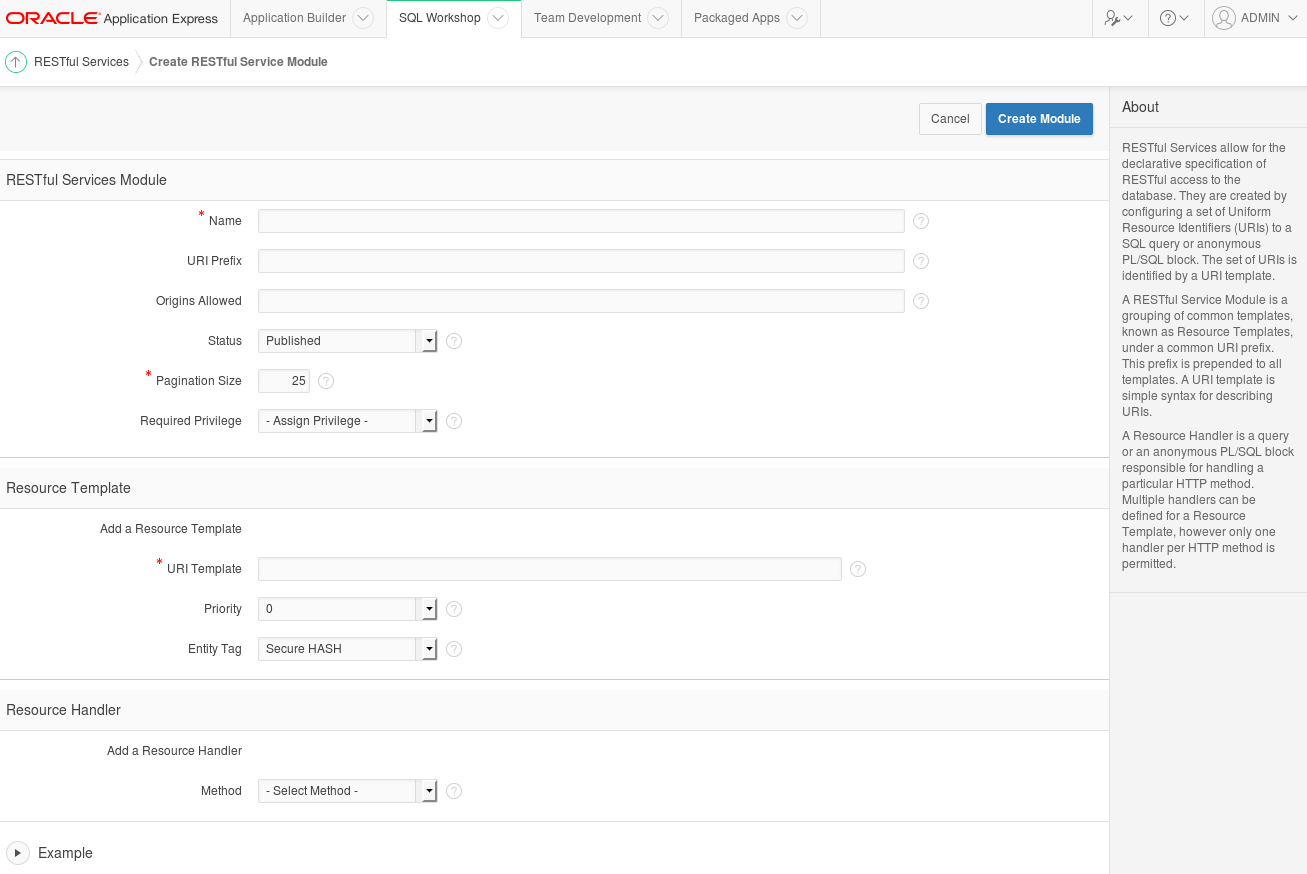 ORACLE Application Express Application Builder SQL Workshop Team Development Packaged Apps ADMIN
RESTful Services Create RESTful Service Module
Cancel Create Module
RESTful Services Module
* Name
URI Prefix
Origins Allowed
Status Published
* Pagination Size 25
Required Privilege - Assign Privilege -
Resource Template
Add a Resource Template
* URI Template
Priority 0
Entity Tag Secure HASH
Resource Handler
Add a Resource Handler
Method - Select Method -
Example
About
RESTful Services allow for the
declarative specification of
RESTful access to the
database. They are created by
configuring a set of Uniform
Resource Identifiers (URIs) to a
SQL query or anonymous
PL/SQL block. The set of URIs is
identified by a URI template.
A RESTful Service Module is a
grouping of common templates,
known as Resource Templates,
under a common URI prefix.
This prefix is prepended to all
templates. A URI template is
simple syntax for describing
URIs.
A Resource Handler is a query
or an anonymous PL/SQL block
responsible for handling a
particular HTTP method.
Multiple handlers can be
defined for a Resource
Template, however only one
handler per HTTP method is
permitted.